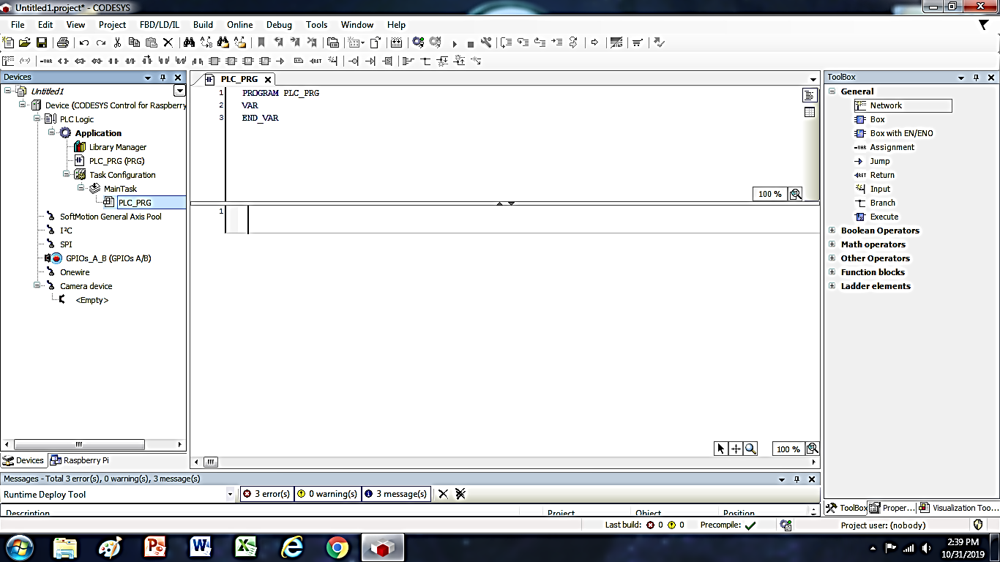 Untitled1.project* - CODESYS
File Edit View Project FBD/LD/IL Build Online Debug Tools Window Help
Devices
Untitled1
Device (CODESYS Control for Raspberry
PLC Logic
Application
Library Manager
PLC_PRG (PRG)
Task Configuration
MainTask
PLC_PRG
SoftMotion General Axis Pool
I²C
SPI
GPIOs_A_B (GPIOs A/B)
Onewire
Camera device
<Empty>
Devices Raspberry Pi
PLC_PRG
1 PROGRAM PLC_PRG
2 VAR
3 END_VAR
100 %
1
100 %
ToolBox
General
Network
Box
Box with EN/ENO
Assignment
Jump
Return
Input
Branch
Execute
Boolean Operators
Math operators
Other Operators
Function blocks
Ladder elements
ToolBox Proper... Visualization Too...
Messages - Total 3 error(s), 0 warning(s), 3 message(s)
Runtime Deploy Tool 3 error(s) 0 warning(s) 3 message(s)
Description Project Object Position
Last build: 0 0 Precompile: Project user: (nobody)
2:39 PM
10/31/2019